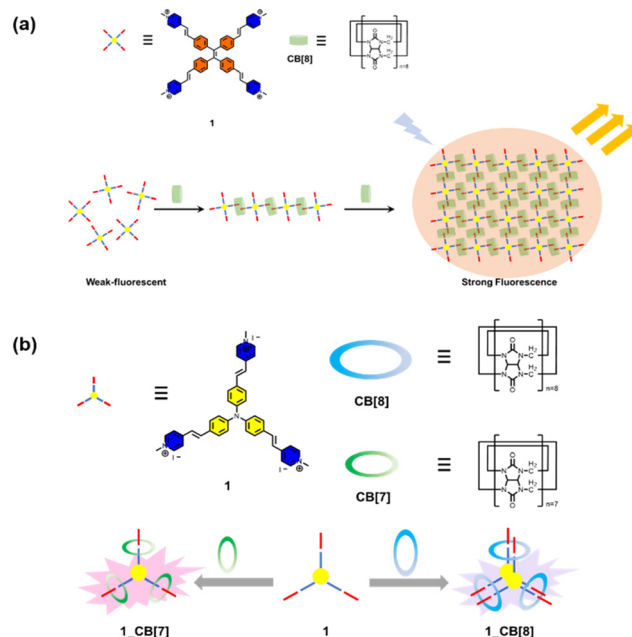 (a)
≡
1
CB[8]
≡
n=8
Weak-fluorescent
Strong Fluorescence
(b)
≡
I−
I−
I−
N
1
CB[8]
≡
n=8
CB[7]
≡
n=7
1_CB[7]
1
1_CB[8]